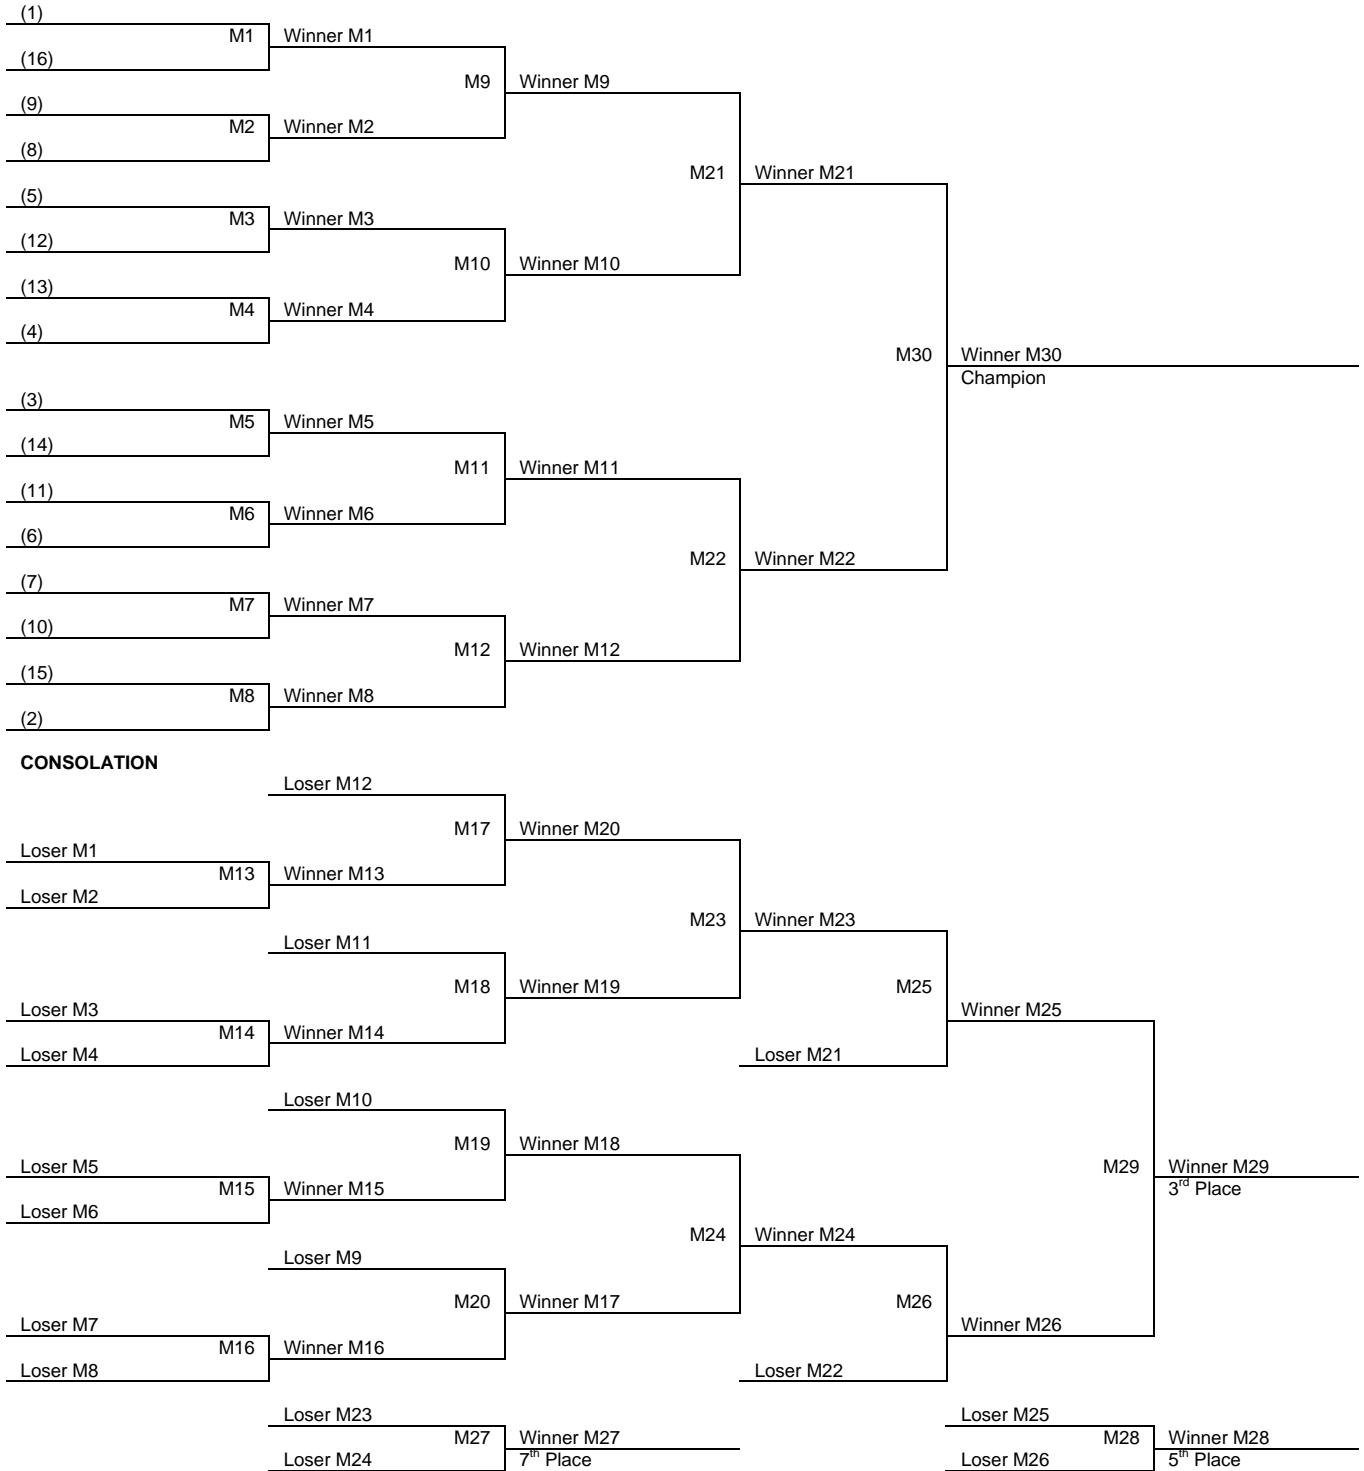 (1)
M1 Winner M1
(16)
M9 Winner M9
(9)
M2 Winner M2
(8)
M21 Winner M21
(5)
M3 Winner M3
(12)
M10 Winner M10
(13)
M4 Winner M4
(4)
M30 Winner M30
Champion
(3)
M5 Winner M5
(14)
M11 Winner M11
(11)
M6 Winner M6
(6)
M22 Winner M22
(7)
M7 Winner M7
(10)
M12 Winner M12
(15)
M8 Winner M8
(2)
CONSOLATION
Loser M12
M17 Winner M20
Loser M1
M13 Winner M13
Loser M2
M23 Winner M23
Loser M11
M18 Winner M19 M25
Loser M3 Winner M25
M14 Winner M14
Loser M4 Loser M21
Loser M10
M19 Winner M18
Loser M5 M29 Winner M29
M15 Winner M15 3rd Place
Loser M6
M24 Winner M24
Loser M9
M20 Winner M17 M26
Loser M7 Winner M26
M16 Winner M16
Loser M8 Loser M22
Loser M23 Loser M25
M27 Winner M27 M28 Winner M28
Loser M24 7th Place Loser M26 5th Place